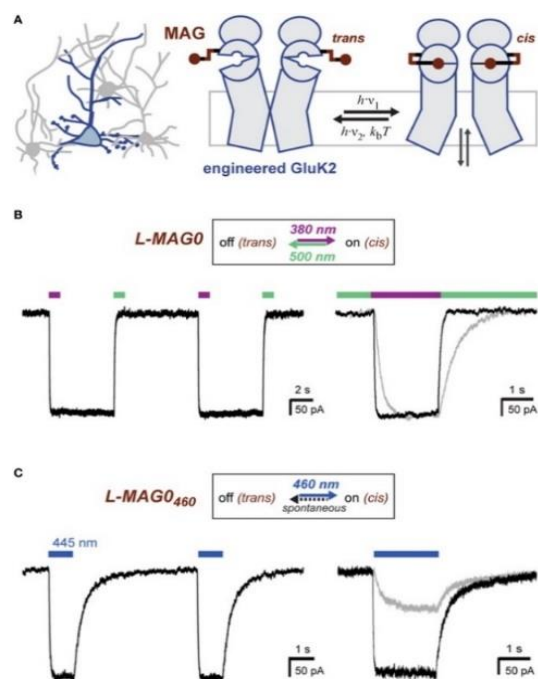 A
MAG
trans
cis
h·ν₁
h·ν₂, k_bT
engineered GluK2
B
L-MAG0
off (trans) 380 nm on (cis)
500 nm
2 s
50 pA
1 s
50 pA
C
L-MAG0₄₆₀
off (trans) 460 nm on (cis)
spontaneous
445 nm
1 s
50 pA
1 s
50 pA